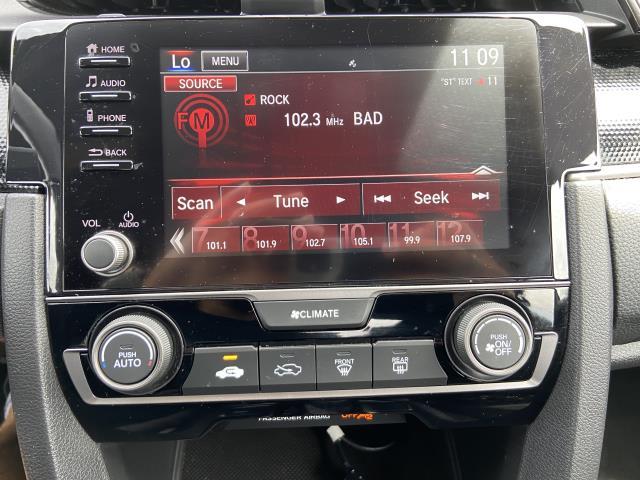 HOME
Lo MENU 11 09
AUDIO
SOURCE "ST" TEXT 11
ROCK
PHONE
FM 102.3 MHz BAD
BACK
Scan Tune Seek
VOL AUDIO
7 8 9 10 11 12
101.1 101.9 102.7 105.1 99.9 107.9
CLIMATE
PUSH AUTO
PUSH ON/OFF
FRONT REAR
PASSENGER AIRBAG OFF